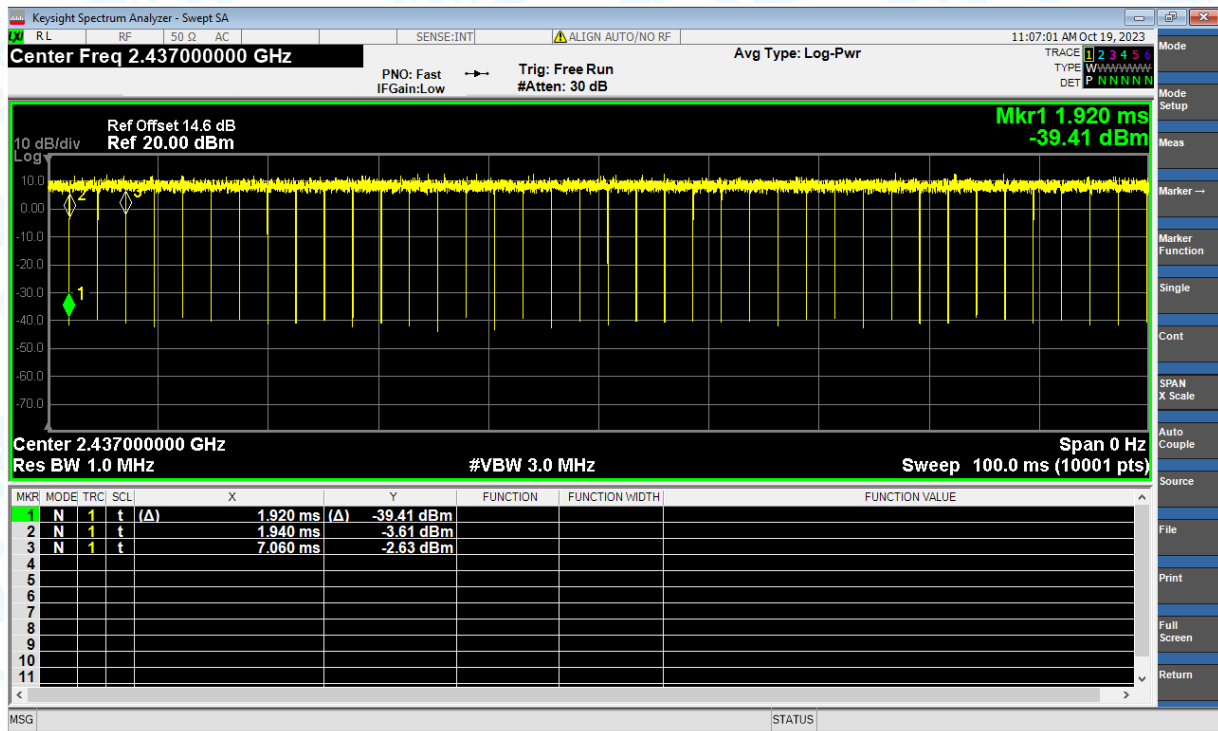 Keysight Spectrum Analyzer - Swept SA
LXI RL RF 50 Ω AC SENSE:INT ALIGN AUTO/NO RF 11:07:01 AM Oct 19, 2023
Center Freq 2.437000000 GHz
PNO: Fast
IFGain:Low
Trig: Free Run
#Atten: 30 dB
Avg Type: Log-Pwr
TRACE 1 2 3 4 5 6
TYPE WWWWWW
DET P N N N N N
Mkr1 1.920 ms
-39.41 dBm
Ref Offset 14.6 dB
10 dB/div Ref 20.00 dBm
Log
10.0
0.00
-10.0
-20.0
-30.0
-40.0
-50.0
-60.0
-70.0
2
3
1
Center 2.437000000 GHz Span 0 Hz
Res BW 1.0 MHz #VBW 3.0 MHz Sweep 100.0 ms (10001 pts)
MKR MODE TRC SCL X Y FUNCTION FUNCTION WIDTH FUNCTION VALUE
1 N 1 t (Δ) 1.920 ms (Δ) -39.41 dBm
2 N 1 t 1.940 ms -3.61 dBm
3 N 1 t 7.060 ms -2.63 dBm
4
5
6
7
8
9
10
11
MSG STATUS
Mode
Mode
Setup
Meas
Marker →
Marker
Function
Single
Cont
SPAN
X Scale
Auto
Couple
Source
File
Print
Full
Screen
Return